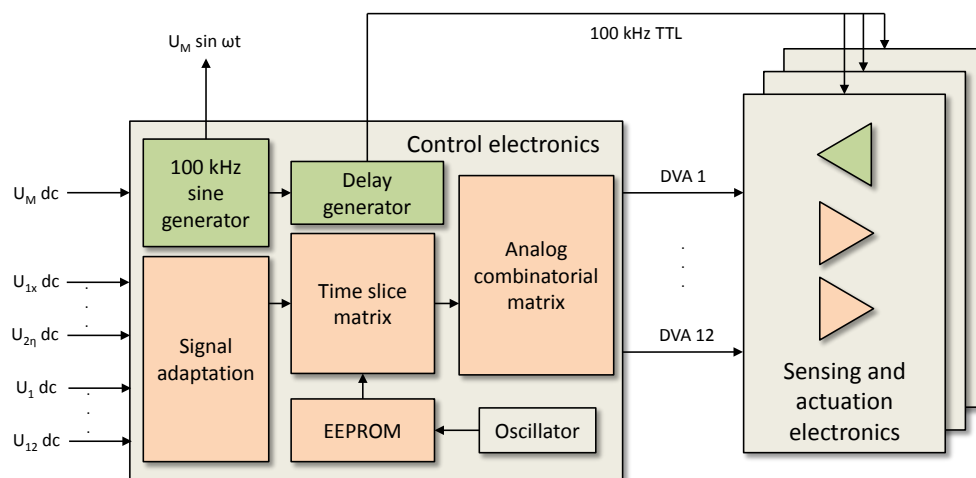 U_M sin ωt
100 kHz TTL
Control electronics
100 kHz
sine
generator
Delay
generator
U_M dc
DVA 1
Analog
combinatorial
matrix
U_1x dc
.
.
.
Time slice
matrix
.
.
.
U_2η dc
Signal
adaptation
DVA 12
U_1 dc
.
.
.
Sensing and
actuation
electronics
EEPROM
Oscillator
U_12 dc